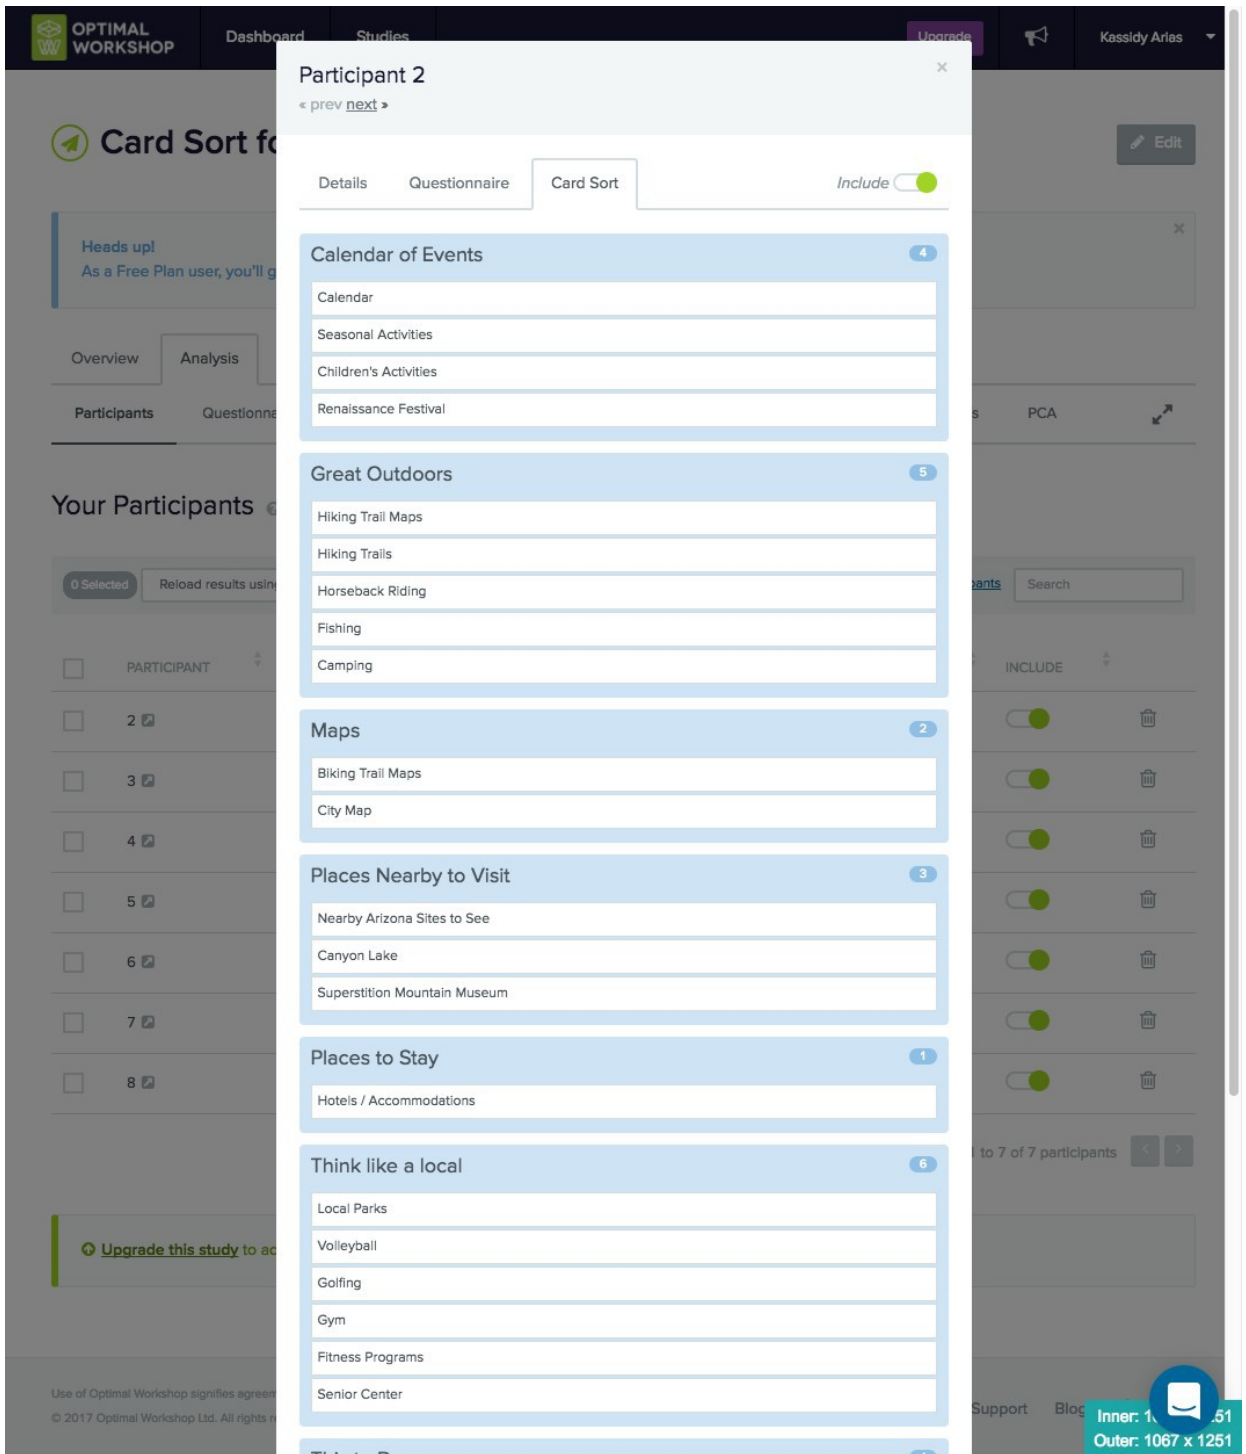 OPTIMAL WORKSHOP
Dashboard
Studies
Upgrade
Kassidy Arias
Participant 2
« prev next »
×
Card Sort
Edit
Details
Questionnaire
Card Sort
Include
Heads up!
As a Free Plan user, you'll
×
Overview
Analysis
Participants
PCA
Calendar of Events
4
Calendar
Seasonal Activities
Children's Activities
Renaissance Festival
Great Outdoors
5
Hiking Trail Maps
Hiking Trails
Horseback Riding
Fishing
Camping
Your Participants
0 Selected
Reload results
Search
PARTICIPANT
INCLUDE
2
3
4
5
6
7
8
Maps
2
Biking Trail Maps
City Map
Places Nearby to Visit
3
Nearby Arizona Sites to See
Canyon Lake
Superstition Mountain Museum
Places to Stay
1
Hotels / Accommodations
Think like a local
6
Local Parks
Volleyball
Golfing
Gym
Fitness Programs
Senior Center
to 7 of 7 participants
Upgrade this study to
Use of Optimal Workshop signifies
© 2017 Optimal Workshop Ltd. All rights
Support
Inner:
Outer: 1067 x 1251